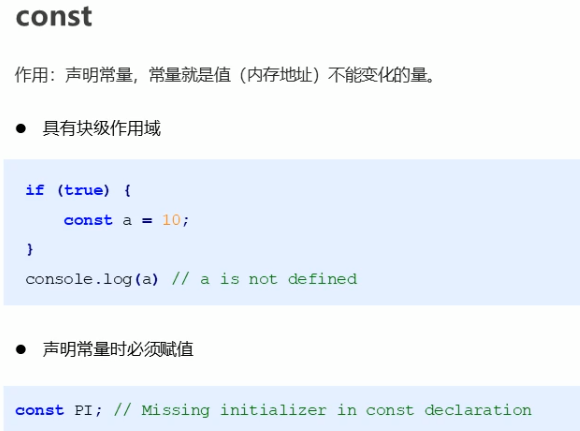 const
作用：声明常量，常量就是值（内存地址）不能变化的量。
● 具有块级作用域
if (true) {
    const a = 10;
}
console.log(a) // a is not defined
● 声明常量时必须赋值
const PI; // Missing initializer in const declaration